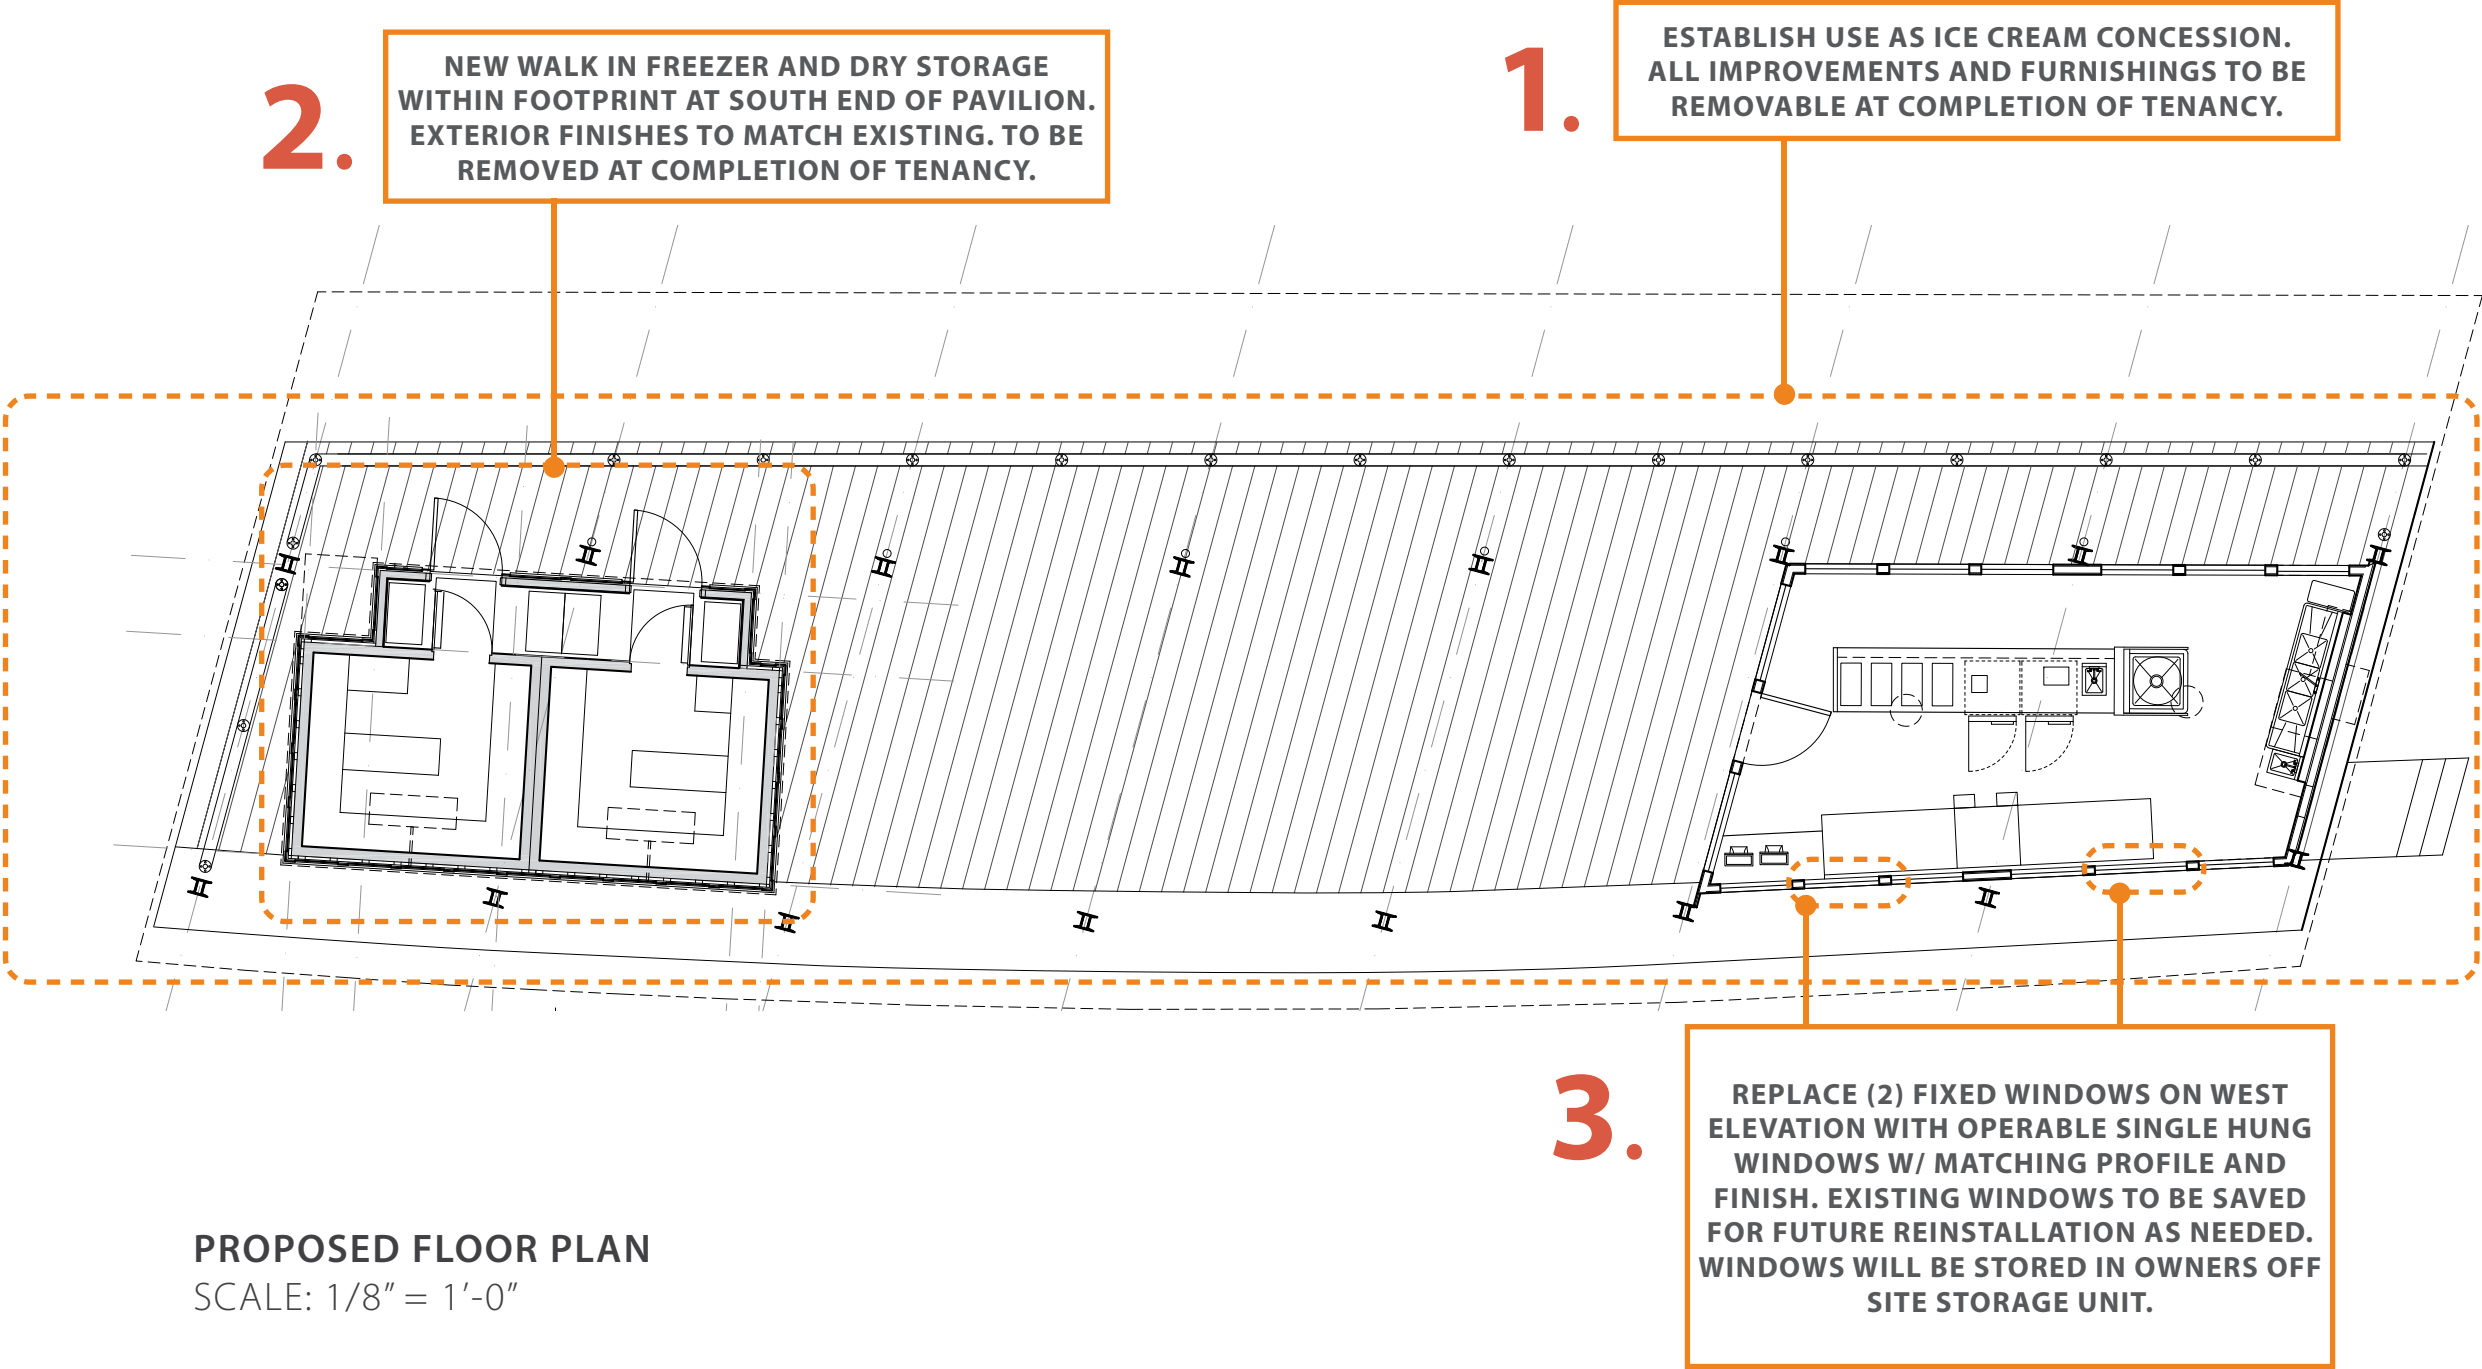 1.
ESTABLISH USE AS ICE CREAM CONCESSION.
ALL IMPROVEMENTS AND FURNISHINGS TO BE
REMOVABLE AT COMPLETION OF TENANCY.
2.
NEW WALK IN FREEZER AND DRY STORAGE
WITHIN FOOTPRINT AT SOUTH END OF PAVILION.
EXTERIOR FINISHES TO MATCH EXISTING. TO BE
REMOVED AT COMPLETION OF TENANCY.
3.
REPLACE (2) FIXED WINDOWS ON WEST
ELEVATION WITH OPERABLE SINGLE HUNG
WINDOWS W/ MATCHING PROFILE AND
FINISH. EXISTING WINDOWS TO BE SAVED
FOR FUTURE REINSTALLATION AS NEEDED.
WINDOWS WILL BE STORED IN OWNERS OFF
SITE STORAGE UNIT.
PROPOSED FLOOR PLAN
SCALE: 1/8” = 1’-0”